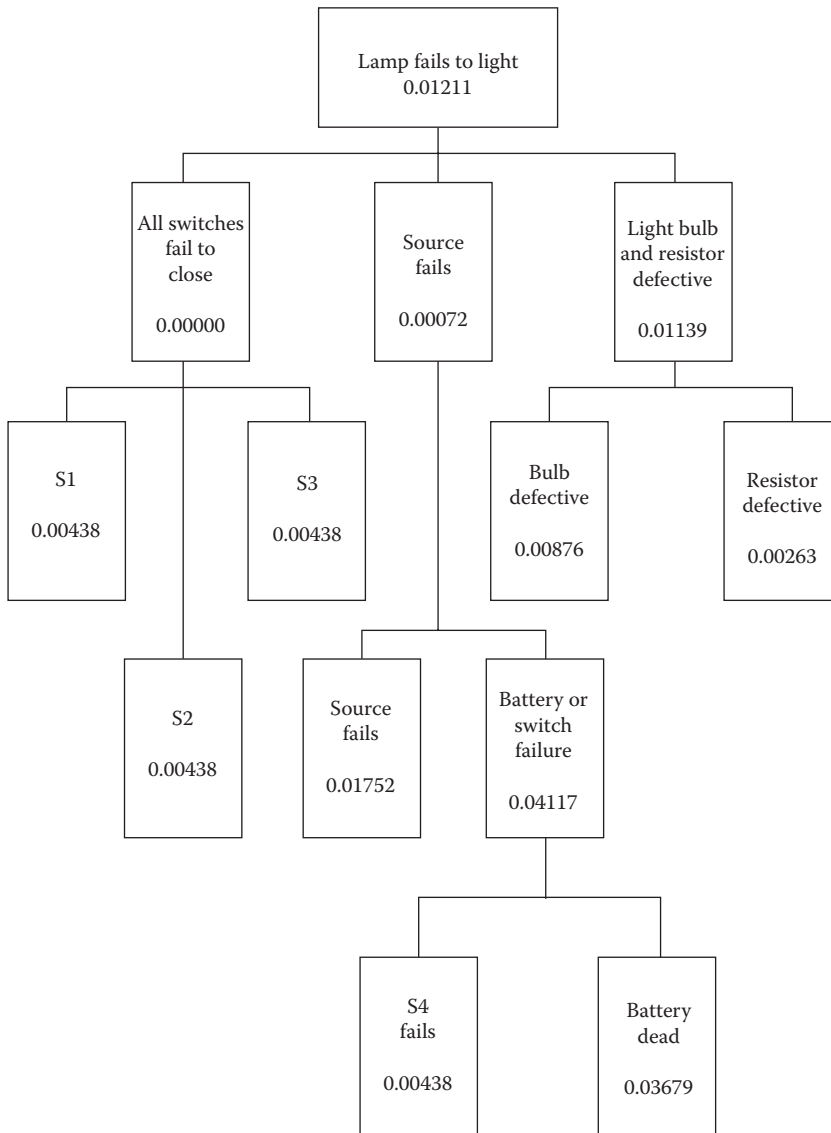 Lamp fails to light
0.01211
All switches
fail to
close
0.00000
Source
fails
0.00072
Light bulb
and resistor
defective
0.01139
S1
0.00438
S3
0.00438
Bulb
defective
0.00876
Resistor
defective
0.00263
S2
0.00438
Source
fails
0.01752
Battery or
switch
failure
0.04117
S4
fails
0.00438
Battery
dead
0.03679